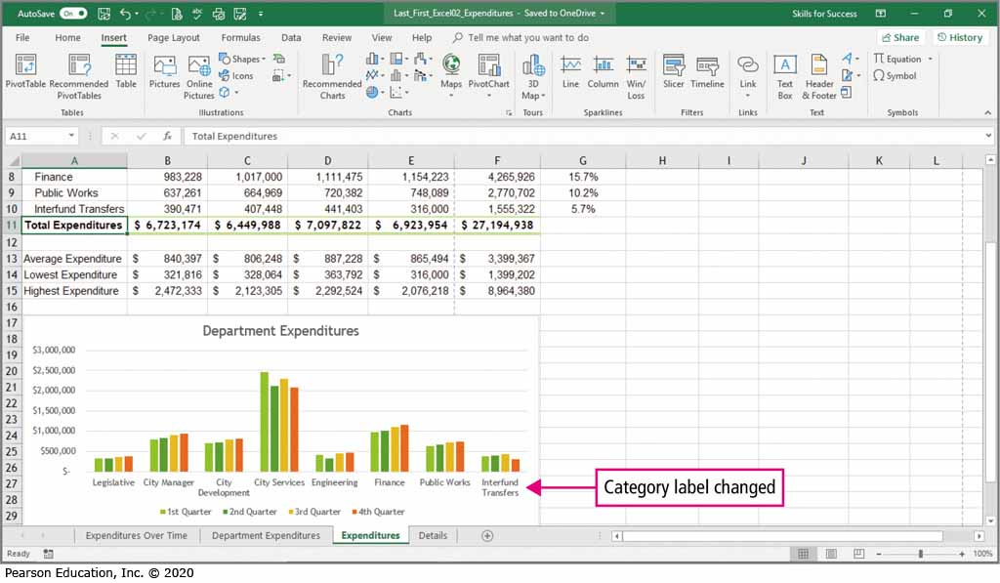 AutoSave On Last_First_Excel02_Expenditures - Saved to OneDrive Skills for Success
File Home Insert Page Layout Formulas Data Review View Help Tell me what you want to do Share History
PivotTable Recommended PivotTables Table Pictures Online Pictures Shapes Icons Recommended Charts Maps PivotChart 3D Map Line Column Win/Loss Slicer Timeline Link Text Box Header & Footer Equation Symbol
Tables Illustrations Charts Tours Sparklines Filters Links Text Symbols
A11 fx Total Expenditures
A B C D E F G H I J K L
8 Finance 983,228 1,017,000 1,111,475 1,154,223 4,265,926 15.7%
9 Public Works 637,261 664,969 720,382 748,089 2,770,702 10.2%
10 Interfund Transfers 390,471 407,448 441,403 316,000 1,555,322 5.7%
11 Total Expenditures $ 6,723,174 $ 6,449,988 $ 7,097,822 $ 6,923,954 $ 27,194,938
12
13 Average Expenditure $ 840,397 $ 806,248 $ 887,228 $ 865,494 $ 3,399,367
14 Lowest Expenditure $ 321,816 $ 328,064 $ 363,792 $ 316,000 $ 1,399,202
15 Highest Expenditure $ 2,472,333 $ 2,123,305 $ 2,292,524 $ 2,076,218 $ 8,964,380
16
17 Department Expenditures
18
19 $3,000,000
20 $2,500,000
21 $2,000,000
22
23 $1,500,000
24 $1,000,000
25 $500,000
26 $-
27 Legislative City Manager City Development City Services Engineering Finance Public Works Interfund Transfers Category label changed
28
29 1st Quarter 2nd Quarter 3rd Quarter 4th Quarter
Expenditures Over Time Department Expenditures Expenditures Details
Ready 100%
Pearson Education, Inc. © 2020